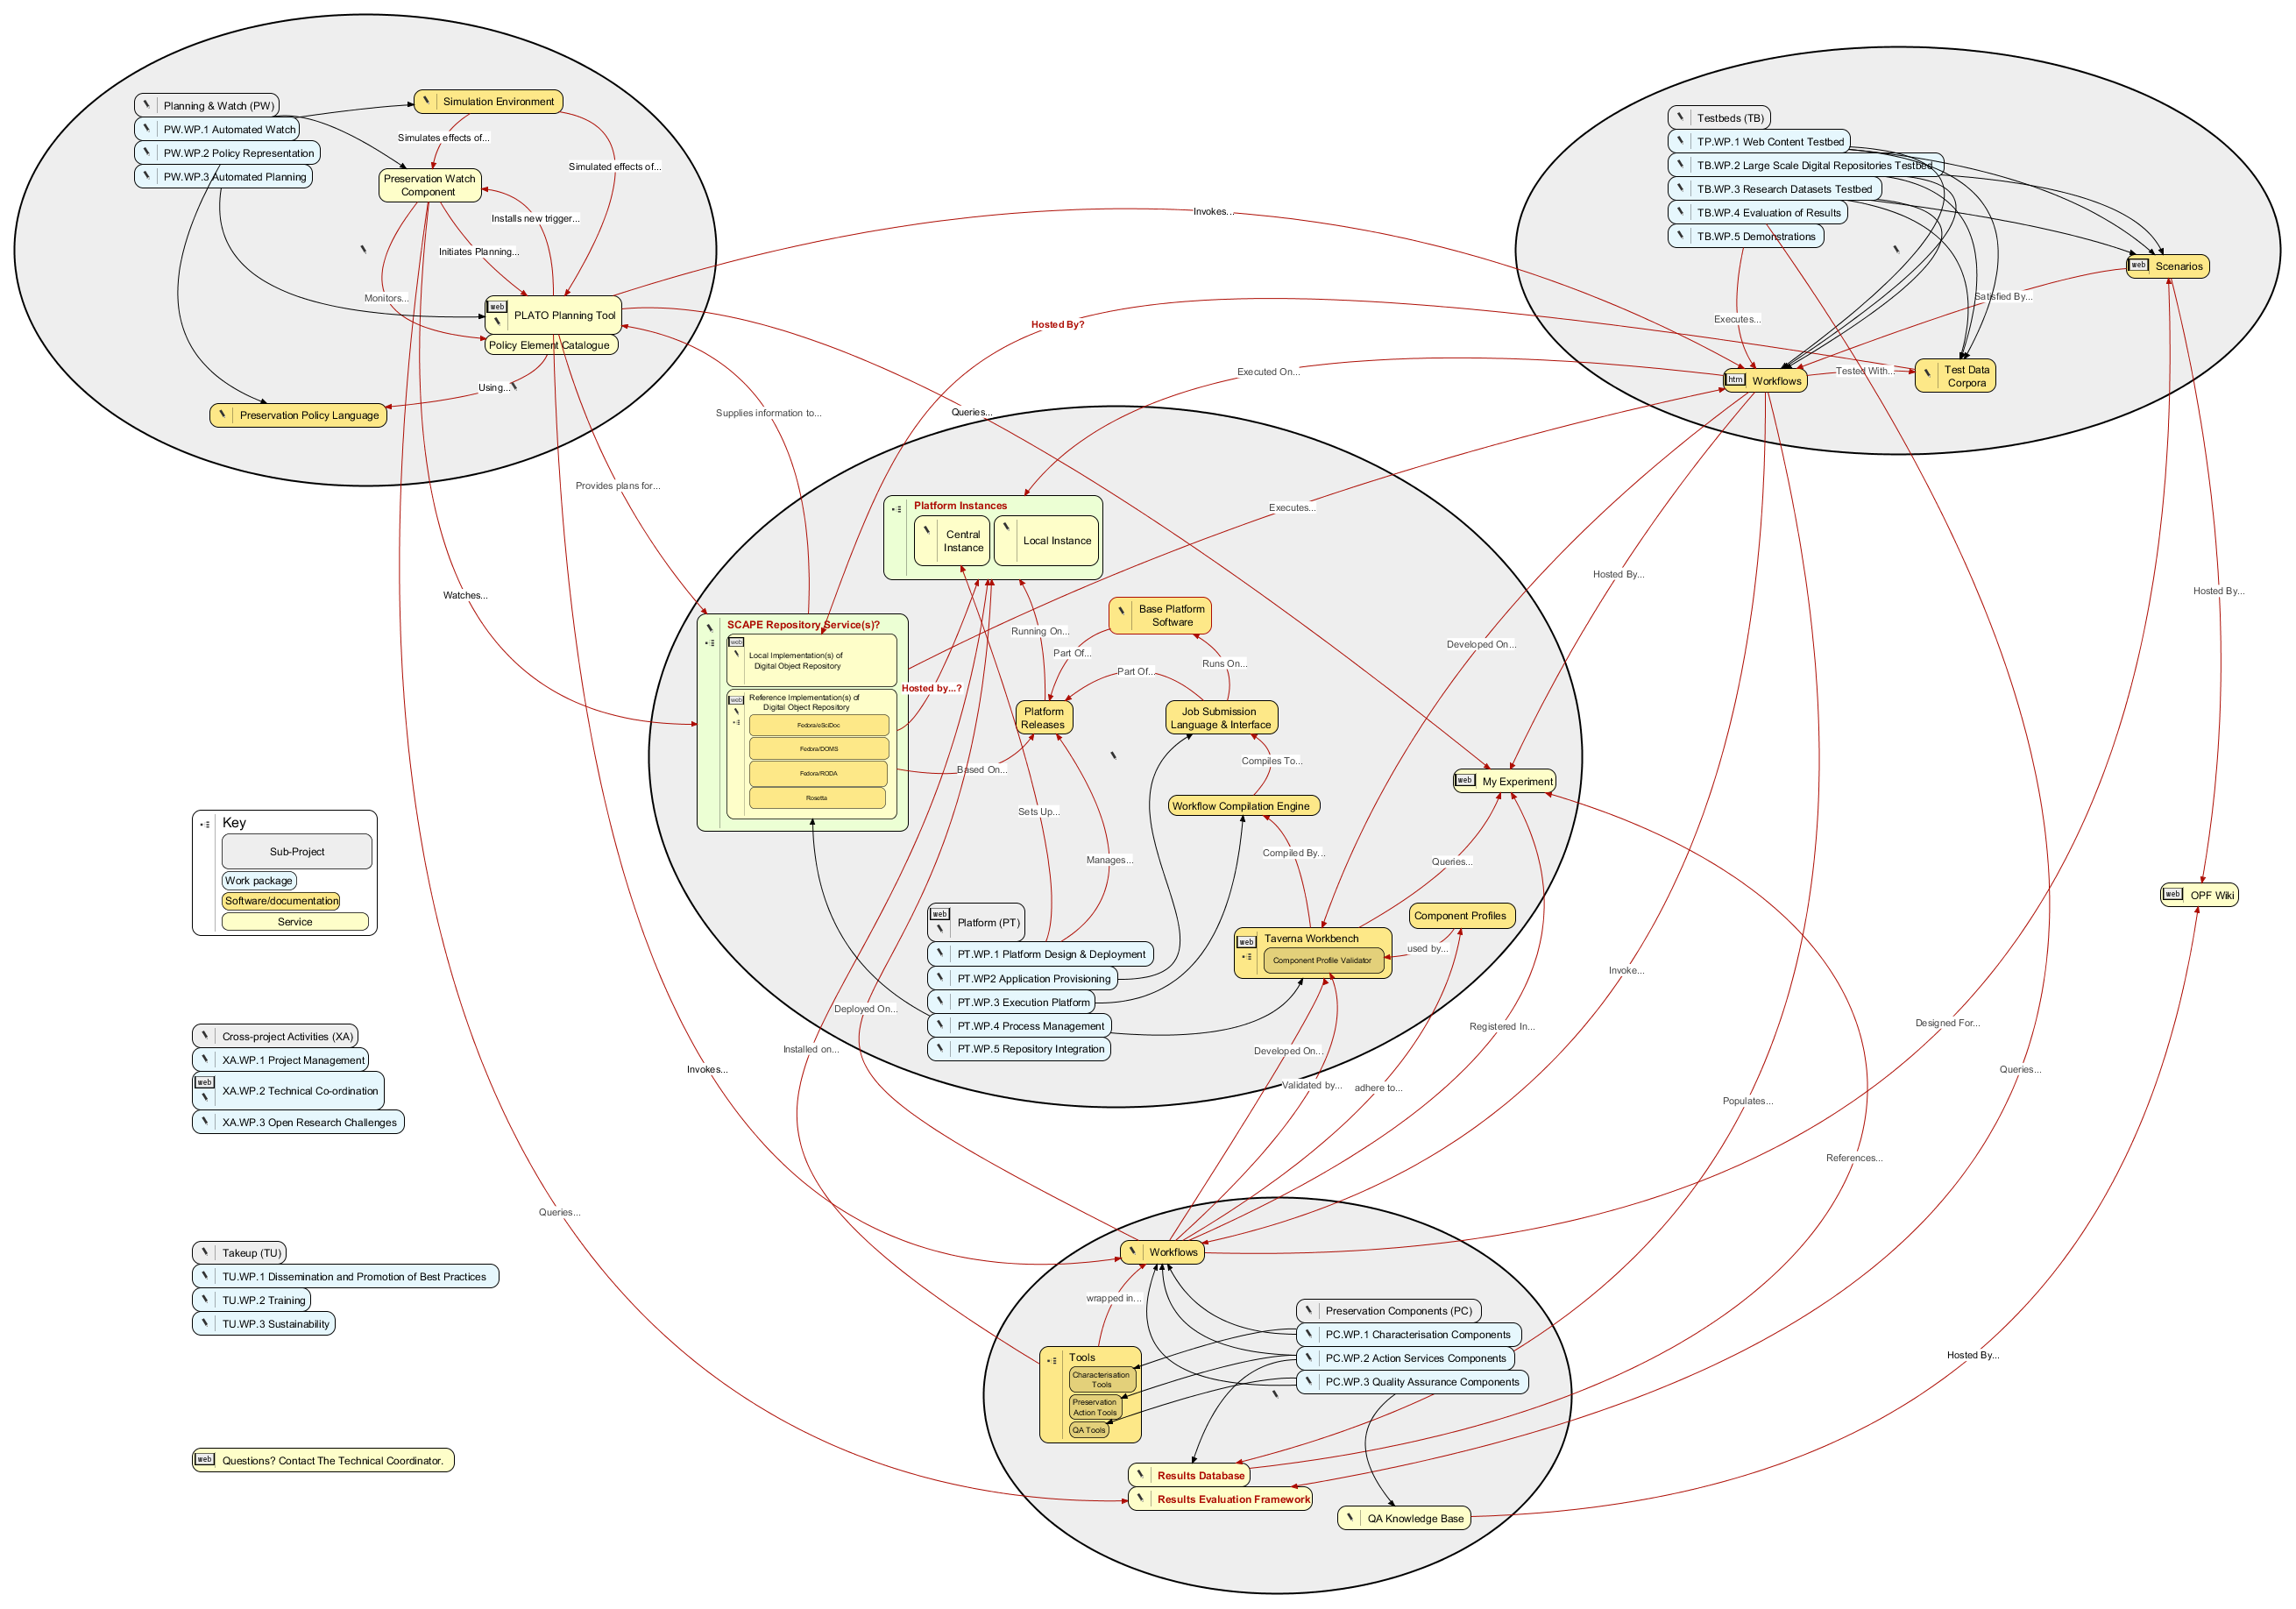 Planning & Watch (PW)
PW.WP.1 Automated Watch
PW.WP.2 Policy Representation
PW.WP.3 Automated Planning
Simulation Environment
Simulates effects of...
Simulated effects of...
Preservation Watch
Component
Installs new trigger...
Initiates Planning...
Monitors...
web
PLATO Planning Tool
Policy Element Catalogue
Using...
Preservation Policy Language
Testbeds (TB)
TP.WP.1 Web Content Testbed
TB.WP.2 Large Scale Digital Repositories Testbed
TB.WP.3 Research Datasets Testbed
TB.WP.4 Evaluation of Results
TB.WP.5 Demonstrations
web
Scenarios
Satisfied By...
Executes...
htm
Workflows
Tested With...
Test Data
Corpora
Invokes...
Hosted By?
Executed On...
Supplies information to...
Queries...
Provides plans for...
Executes...
Hosted By...
Watches...
Developed On...
Hosted By...
Platform Instances
Central
Instance
Local Instance
SCAPE Repository Service(s)?
web
Local Implementation(s) of
Digital Object Repository
web
Reference Implementation(s) of
Digital Object Repository
Fedora/eSciDoc
Fedora/DOMS
Fedora/RODA
Rosetta
Hosted by...?
Running On...
Base Platform
Software
Part Of...
Part Of...
Runs On...
Platform
Releases
Job Submission
Language & Interface
Based On...
Compiles To...
web
My Experiment
Sets Up...
Workflow Compilation Engine
Manages...
Compiled By...
Queries...
web
Platform (PT)
PT.WP.1 Platform Design & Deployment
PT.WP2 Application Provisioning
PT.WP.3 Execution Platform
PT.WP.4 Process Management
PT.WP.5 Repository Integration
web
Taverna Workbench
Component Profile Validator
Component Profiles
used by...
web
OPF Wiki
Key
Sub-Project
Work package
Software/documentation
Service
Deployed On...
Installed on...
Invokes...
Developed On...
Validated by...
adhere to...
Registered In...
Invoke...
Designed For...
Queries...
Populates...
References...
Queries...
Hosted By...
Cross-project Activities (XA)
XA.WP.1 Project Management
web
XA.WP.2 Technical Co-ordination
XA.WP.3 Open Research Challenges
Takeup (TU)
TU.WP.1 Dissemination and Promotion of Best Practices
TU.WP.2 Training
TU.WP.3 Sustainability
web
Questions? Contact The Technical Coordinator.
Workflows
wrapped in...
Preservation Components (PC)
PC.WP.1 Characterisation Components
PC.WP.2 Action Services Components
PC.WP.3 Quality Assurance Components
Tools
Characterisation
Tools
Preservation
Action Tools
QA Tools
Results Database
Results Evaluation Framework
QA Knowledge Base